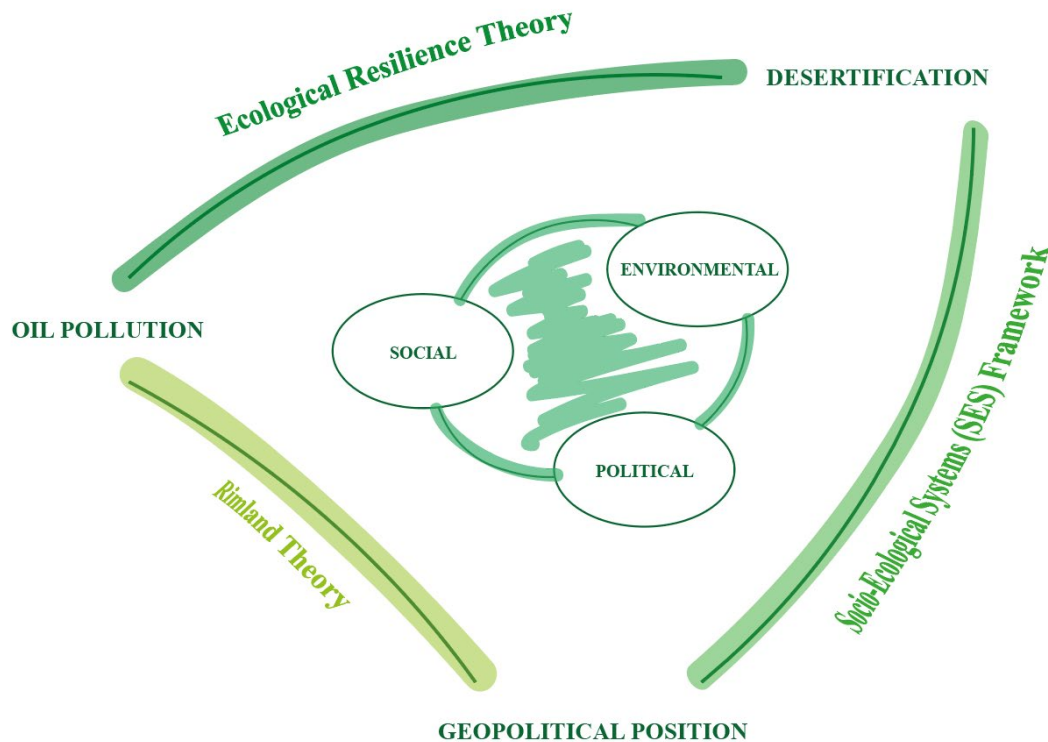 Ecological Resilience Theory
DESERTIFICATION
ENVIRONMENTAL
OIL POLLUTION
SOCIAL
Socio-Ecological Systems (SES) Framework
POLITICAL
Rimland Theory
GEOPOLITICAL POSITION